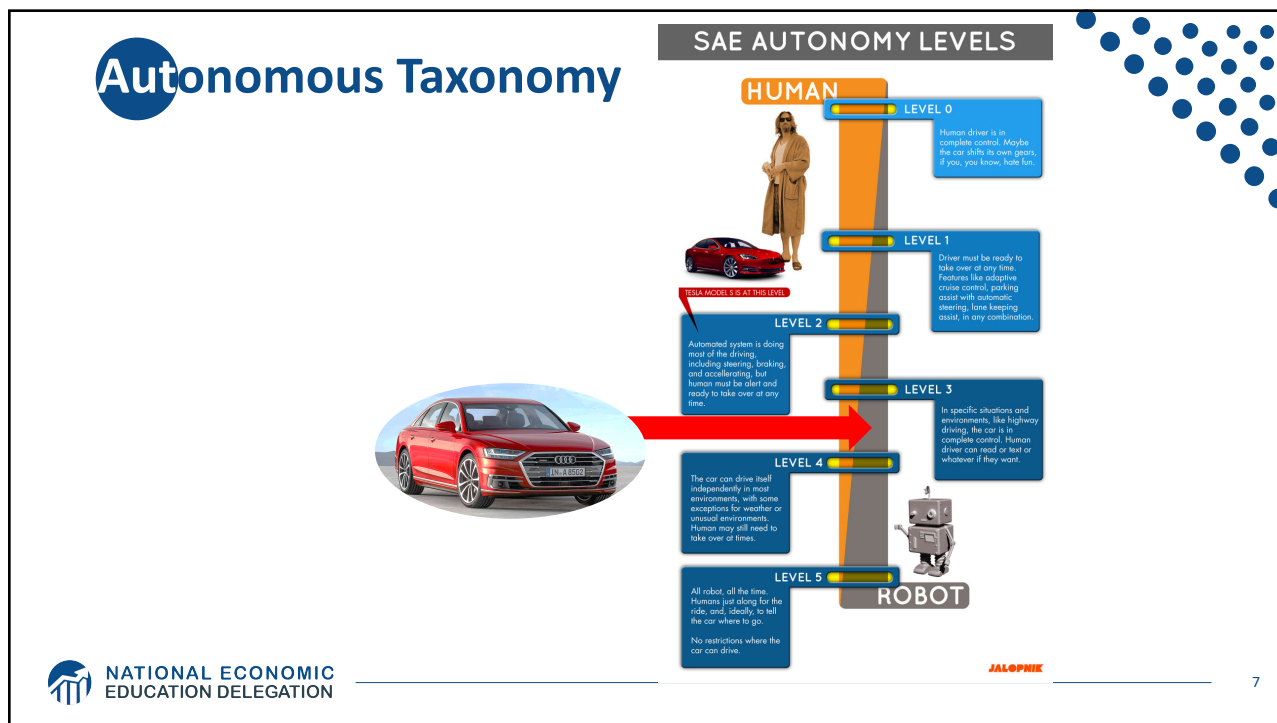 Autonomous Taxonomy
SAE AUTONOMY LEVELS
HUMAN
LEVEL 0
Human driver is in
complete control. Maybe
the car shifts its own gears,
if you, you know, hate fun.
LEVEL 1
Driver must be ready to
take over at any time.
Features like adaptive
cruise control, parking
assist with automatic
steering, lane keeping
assist, in any combination.
TESLA MODEL S IS AT THIS LEVEL
LEVEL 2
Automated system is doing
most of the driving,
including steering, braking,
and accellerating, but
human must be alert and
ready to take over at any
time.
LEVEL 3
In specific situations and
environments, like highway
driving, the car is in
complete control. Human
driver can read or text or
whatever if they want.
IN·A 8502
LEVEL 4
The car can drive itself
independently in most
environments, with some
exceptions for weather or
unusual environments.
Human may still need to
take over at times.
LEVEL 5
All robot, all the time.
Humans just along for the
ride, and, ideally, to tell
the car where to go.
No restrictions where the
car can drive.
ROBOT
JALOPNIK
NATIONAL ECONOMIC
EDUCATION DELEGATION
7